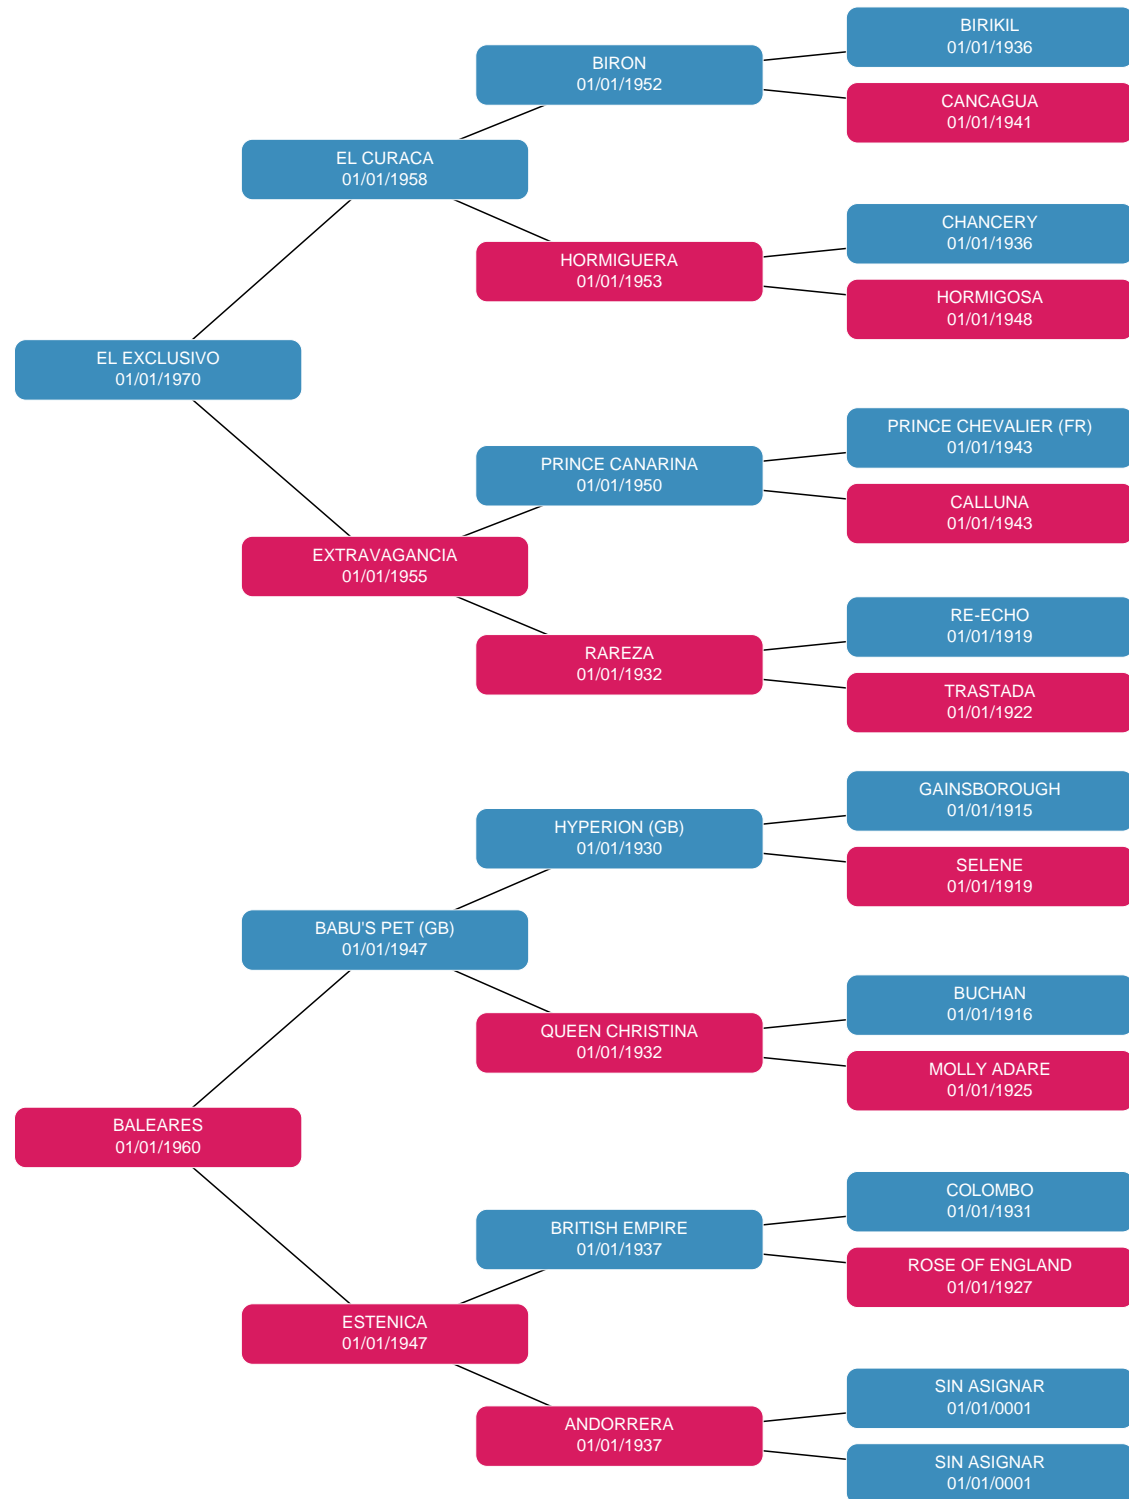 BIRIKIL
01/01/1936
BIRON
01/01/1952
CANCAGUA
01/01/1941
EL CURACA
01/01/1958
CHANCERY
01/01/1936
HORMIGUERA
01/01/1953
HORMIGOSA
01/01/1948
EL EXCLUSIVO
01/01/1970
PRINCE CHEVALIER (FR)
01/01/1943
PRINCE CANARINA
01/01/1950
CALLUNA
01/01/1943
EXTRAVAGANCIA
01/01/1955
RE-ECHO
01/01/1919
RAREZA
01/01/1932
TRASTADA
01/01/1922
GAINSBOROUGH
01/01/1915
HYPERION (GB)
01/01/1930
SELENE
01/01/1919
BABU'S PET (GB)
01/01/1947
BUCHAN
01/01/1916
QUEEN CHRISTINA
01/01/1932
MOLLY ADARE
01/01/1925
BALEARES
01/01/1960
COLOMBO
01/01/1931
BRITISH EMPIRE
01/01/1937
ROSE OF ENGLAND
01/01/1927
ESTENICA
01/01/1947
SIN ASIGNAR
01/01/0001
ANDORRERA
01/01/1937
SIN ASIGNAR
01/01/0001